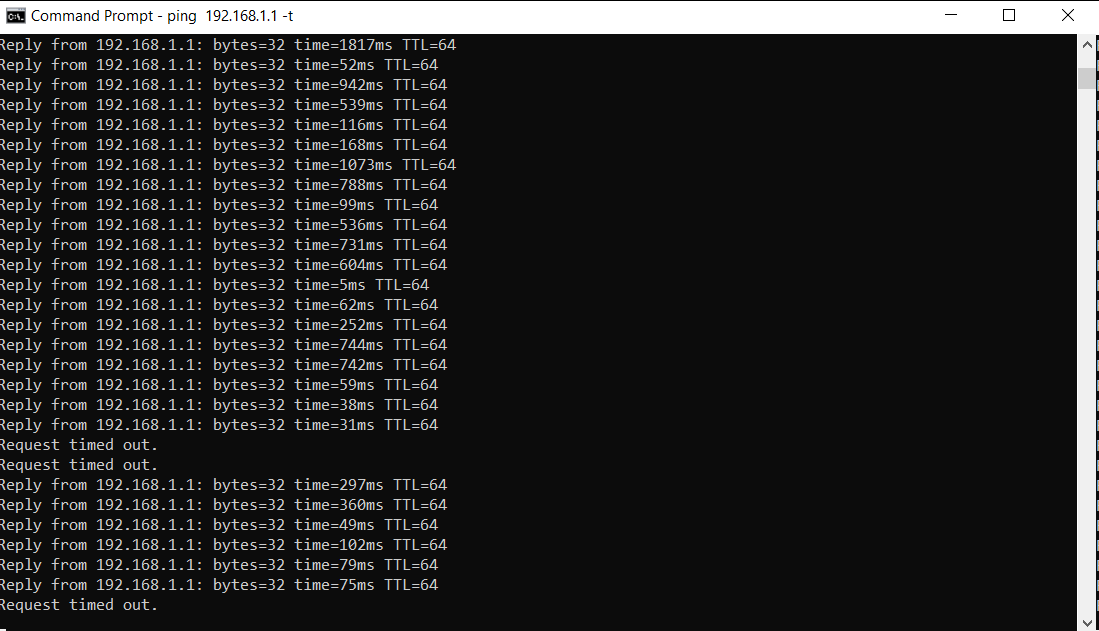 Command Prompt - ping  192.168.1.1 -t
Reply from 192.168.1.1: bytes=32 time=1817ms TTL=64
Reply from 192.168.1.1: bytes=32 time=52ms TTL=64
Reply from 192.168.1.1: bytes=32 time=942ms TTL=64
Reply from 192.168.1.1: bytes=32 time=539ms TTL=64
Reply from 192.168.1.1: bytes=32 time=116ms TTL=64
Reply from 192.168.1.1: bytes=32 time=168ms TTL=64
Reply from 192.168.1.1: bytes=32 time=1073ms TTL=64
Reply from 192.168.1.1: bytes=32 time=788ms TTL=64
Reply from 192.168.1.1: bytes=32 time=99ms TTL=64
Reply from 192.168.1.1: bytes=32 time=536ms TTL=64
Reply from 192.168.1.1: bytes=32 time=731ms TTL=64
Reply from 192.168.1.1: bytes=32 time=604ms TTL=64
Reply from 192.168.1.1: bytes=32 time=5ms TTL=64
Reply from 192.168.1.1: bytes=32 time=62ms TTL=64
Reply from 192.168.1.1: bytes=32 time=252ms TTL=64
Reply from 192.168.1.1: bytes=32 time=744ms TTL=64
Reply from 192.168.1.1: bytes=32 time=742ms TTL=64
Reply from 192.168.1.1: bytes=32 time=59ms TTL=64
Reply from 192.168.1.1: bytes=32 time=38ms TTL=64
Reply from 192.168.1.1: bytes=32 time=31ms TTL=64
Request timed out.
Request timed out.
Reply from 192.168.1.1: bytes=32 time=297ms TTL=64
Reply from 192.168.1.1: bytes=32 time=360ms TTL=64
Reply from 192.168.1.1: bytes=32 time=49ms TTL=64
Reply from 192.168.1.1: bytes=32 time=102ms TTL=64
Reply from 192.168.1.1: bytes=32 time=79ms TTL=64
Reply from 192.168.1.1: bytes=32 time=75ms TTL=64
Request timed out.